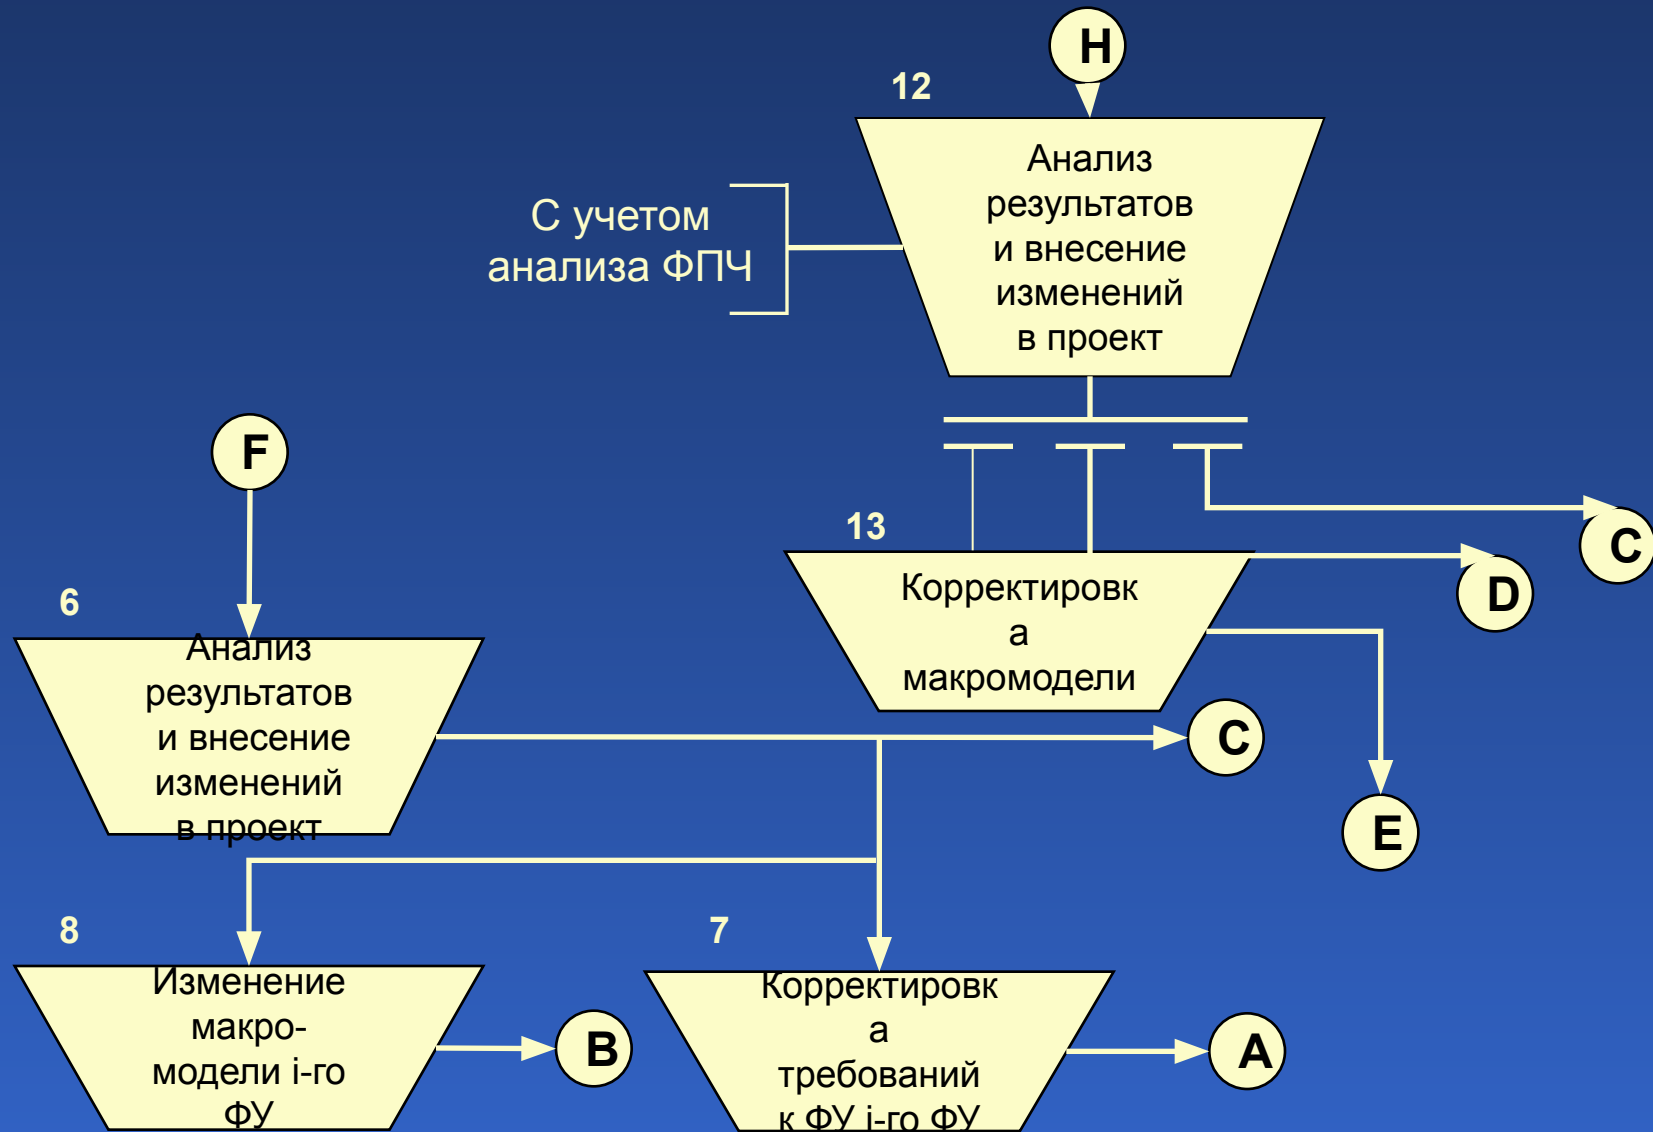 H
12
Анализ
результатов
и внесение
изменений
в проект
С учетом
анализа ФПЧ
F
13
Корректировк
а
макромодели
C
D
6
Анализ
результатов
и внесение
изменений
в проект
C
E
8
Изменение
макро-
модели i-го
ФУ
B
7
Корректировк
а
требований
к ФУ i-го ФУ
A